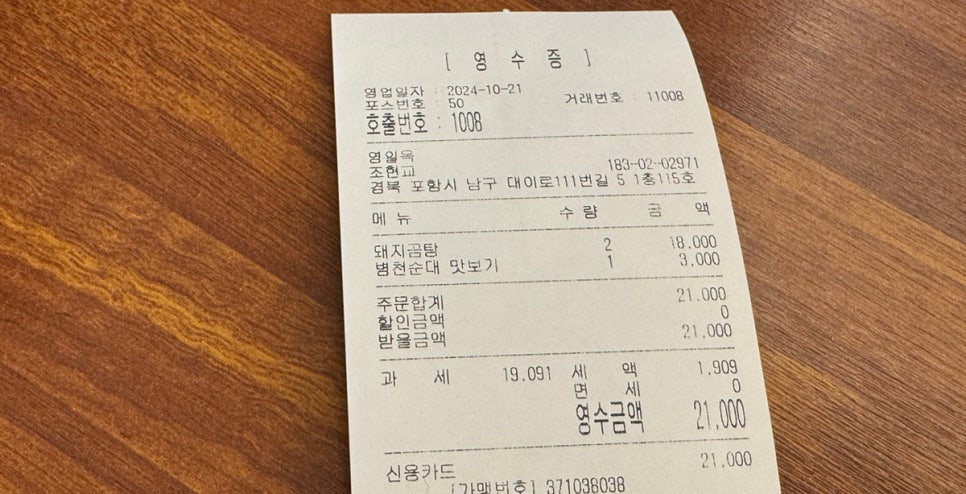 [ 영 수 증 ]
영업일자 : 2024-10-21
포스번호 : 50 거래번호 : 11008
호출번호 : 1008
영일옥
조현교 183-02-02971
경북 포항시 남구 대이로111번길 5 1층115호
메 뉴 수 량 금 액
돼지곰탕 2 18,000
병천순대 맛보기 1 3,000
주문합계 21,000
할인금액 0
받을금액 21,000
과 세 19,091 세 액 1,909
면 세 0
영수금액 21,000
신용카드 21,000
[가맹번호] 371038038